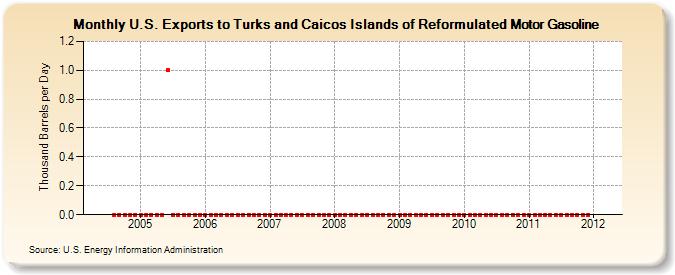 Monthly U.S. Exports to Turks and Caicos Islands of Reformulated Motor Gasoline
Thousand Barrels per Day
1.2
1.0
0.8
0.6
0.4
0.2
0.0
2005 2006 2007 2008 2009 2010 2011 2012
Source: U.S. Energy Information Administration